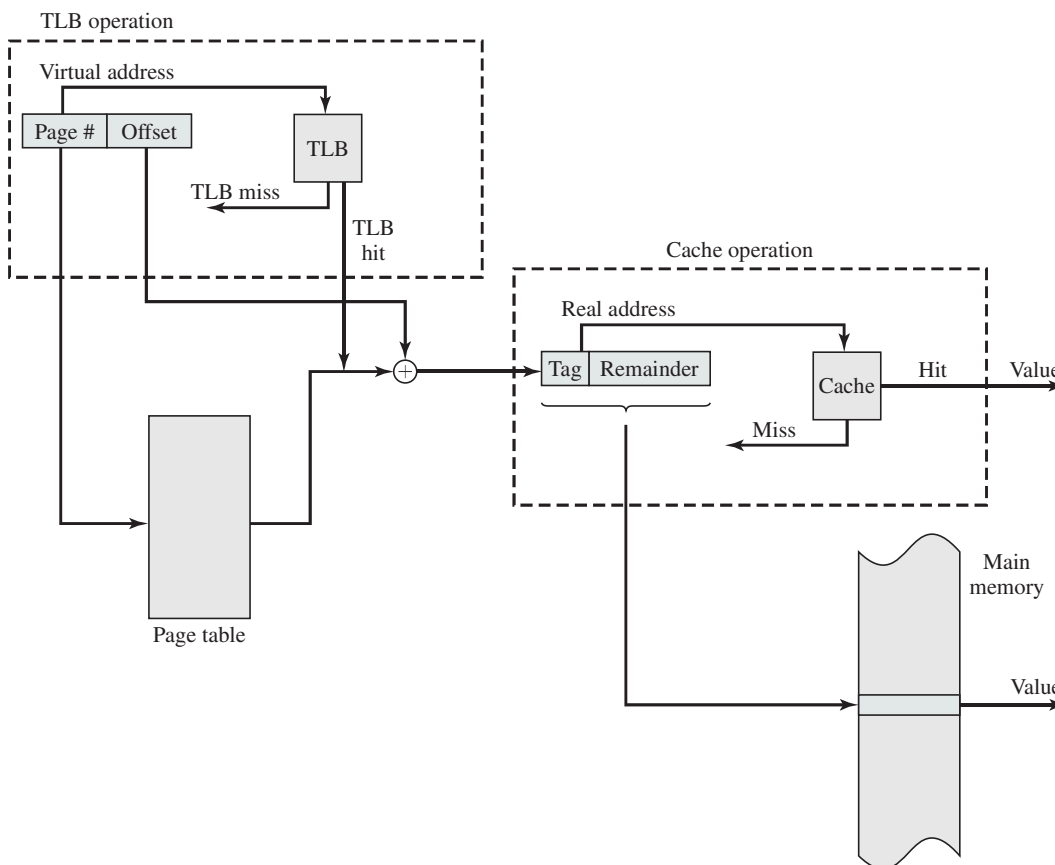 TLB operation
Virtual address
Page #
Offset
TLB
TLB miss
TLB
hit
Cache operation
Real address
Tag
Remainder
Cache
Hit
Value
Miss
Page table
Main
memory
Value